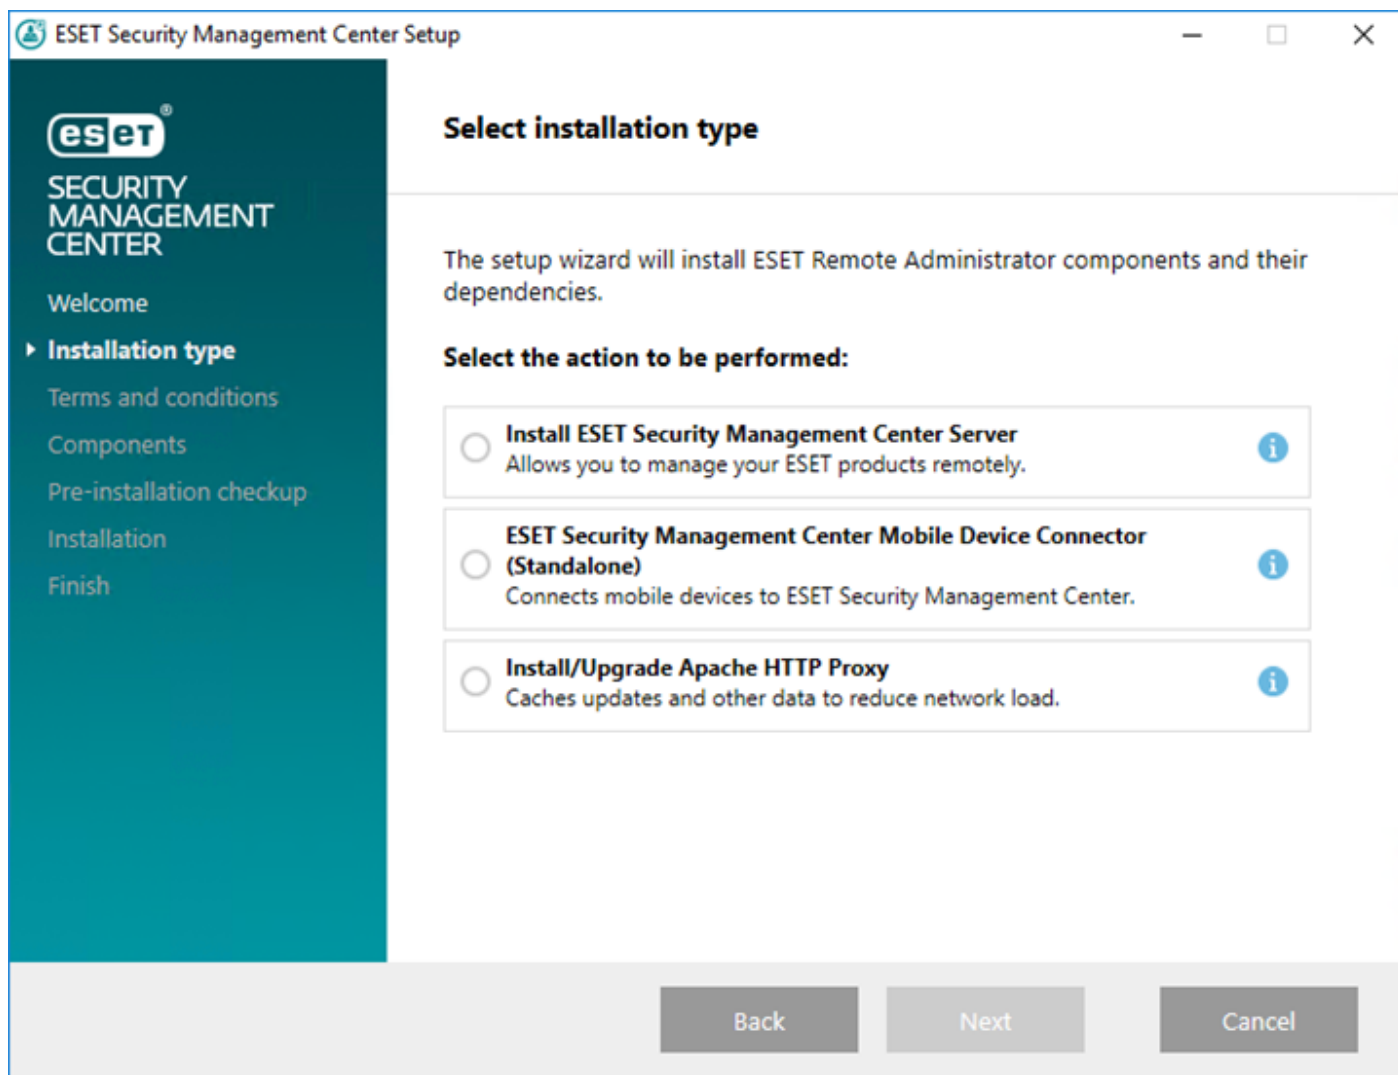 ESET Security Management Center Setup
eseT®
SECURITY
MANAGEMENT
CENTER
Welcome
Installation type
Terms and conditions
Components
Pre-installation checkup
Installation
Finish
Select installation type
The setup wizard will install ESET Remote Administrator components and their
dependencies.
Select the action to be performed:
Install ESET Security Management Center Server
Allows you to manage your ESET products remotely.
ESET Security Management Center Mobile Device Connector
(Standalone)
Connects mobile devices to ESET Security Management Center.
Install/Upgrade Apache HTTP Proxy
Caches updates and other data to reduce network load.
Back
Next
Cancel